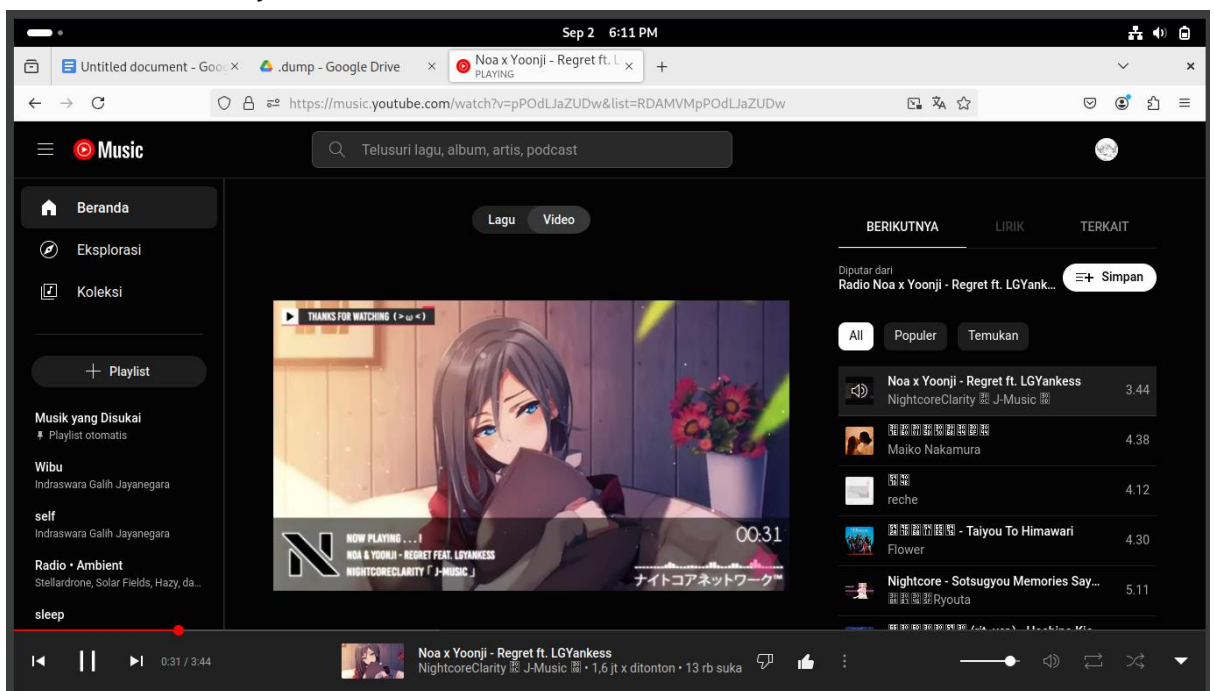 Sep 2 6:11 PM
Untitled document - Goo
.dump - Google Drive
Noa x Yoonji - Regret ft. L
PLAYING
https://music.youtube.com/watch?v=pPOdLJaZUDw&list=RDAMVMpPOdLJaZUDw
Music
Telusuri lagu, album, artis, podcast
Beranda
Eksplorasi
Koleksi
Playlist
Musik yang Disukai
Playlist otomatis
Wibu
Indraswara Galih Jayanegara
self
Indraswara Galih Jayanegara
Radio • Ambient
Stellardrone, Solar Fields, Hazy, da...
sleep
Lagu Video
THANKS FOR WATCHING (>ω<)
NOW PLAYING . . . !
NOA & YOONJI - REGRET FEAT. LGYANKESS
NIGHTCORECLARITY「 J-MUSIC 」
00:31
ナイトコアネットワーク™
BERIKUTNYA LIRIK TERKAIT
Diputar dari
Radio Noa x Yoonji - Regret ft. LGYank...
Simpan
All Populer Temukan
Noa x Yoonji - Regret ft. LGYankess
NightcoreClarity J-Music
3.44
Maiko Nakamura
4.38
reche
4.12
- Taiyou To Himawari
Flower
4.30
Nightcore - Sotsugyou Memories Say...
Ryouta
5.11
0:31 / 3:44
Noa x Yoonji - Regret ft. LGYankess
NightcoreClarity J-Music • 1,6 jt x ditonton • 13 rb suka